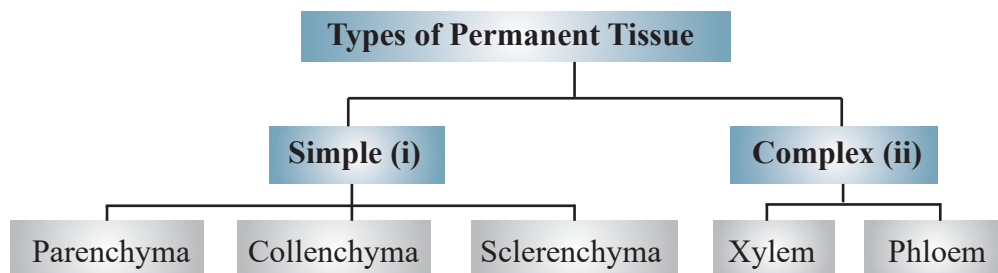 Types of Permanent Tissue
Simple (i)
Complex (ii)
Parenchyma
Collenchyma
Sclerenchyma
Xylem
Phloem